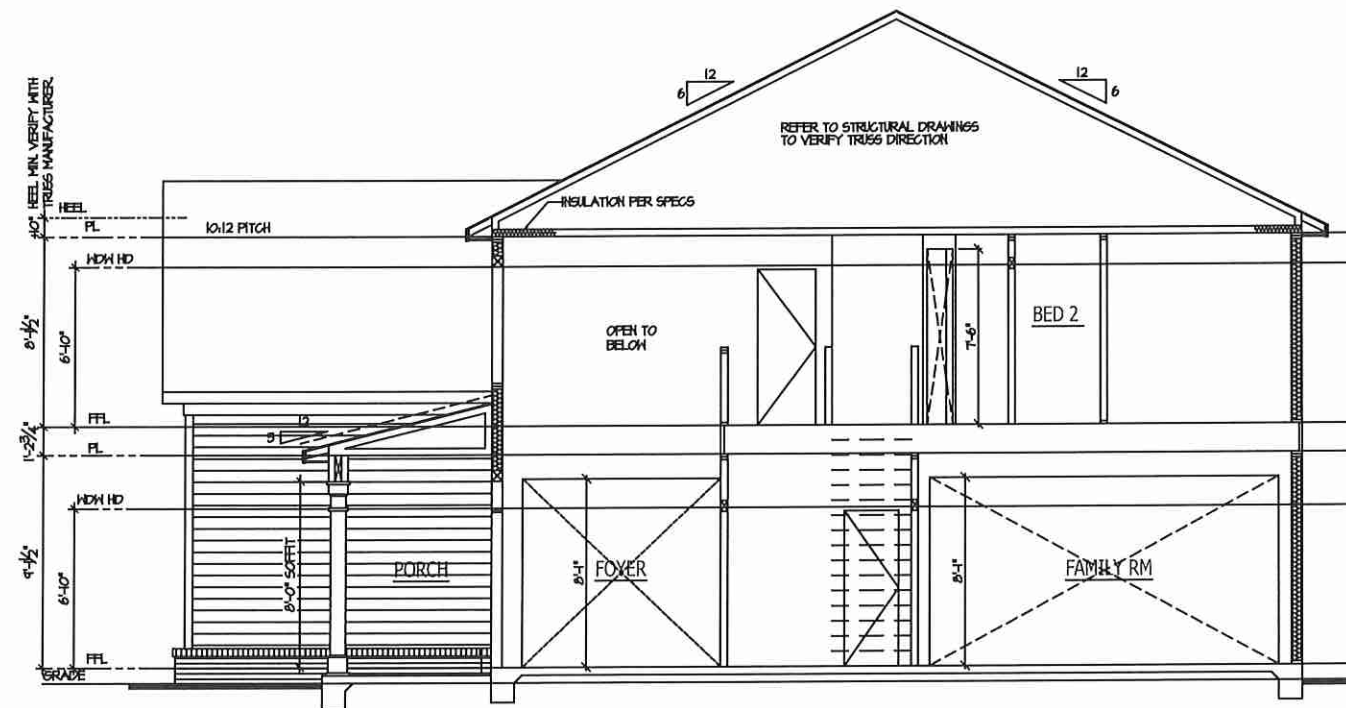 12
6
12
6
REFER TO STRUCTURAL DRAWINGS
TO VERIFY TRUSS DIRECTION
HEEL MIN. VERIFY WITH
TRUSS MANUFACTURER.
HEEL
PL
10:12 PITCH
INSULATION PER SPECS
WDW HD
8'-1½"
6'-10"
OPEN TO
BELOW
7'-6"
BED 2
FFL
12
1'-2¾"
PL
WDW HD
9'-1½"
6'-10"
8'-0" SOFFIT
PORCH
8'-1"
FOYER
8'-1"
FAMILY RM
FFL
GRADE